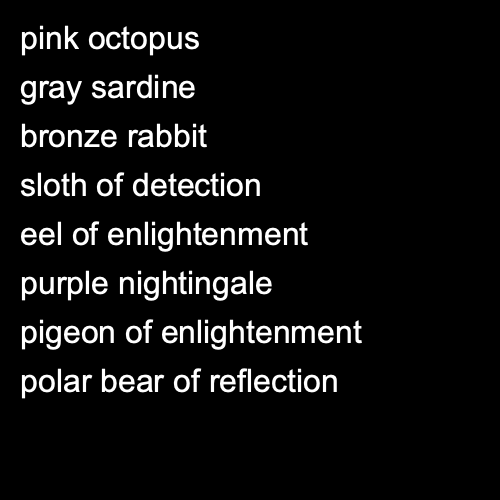 pink octopus
gray sardine
bronze rabbit
sloth of detection
eel of enlightenment
purple nightingale
pigeon of enlightenment
polar bear of reflection